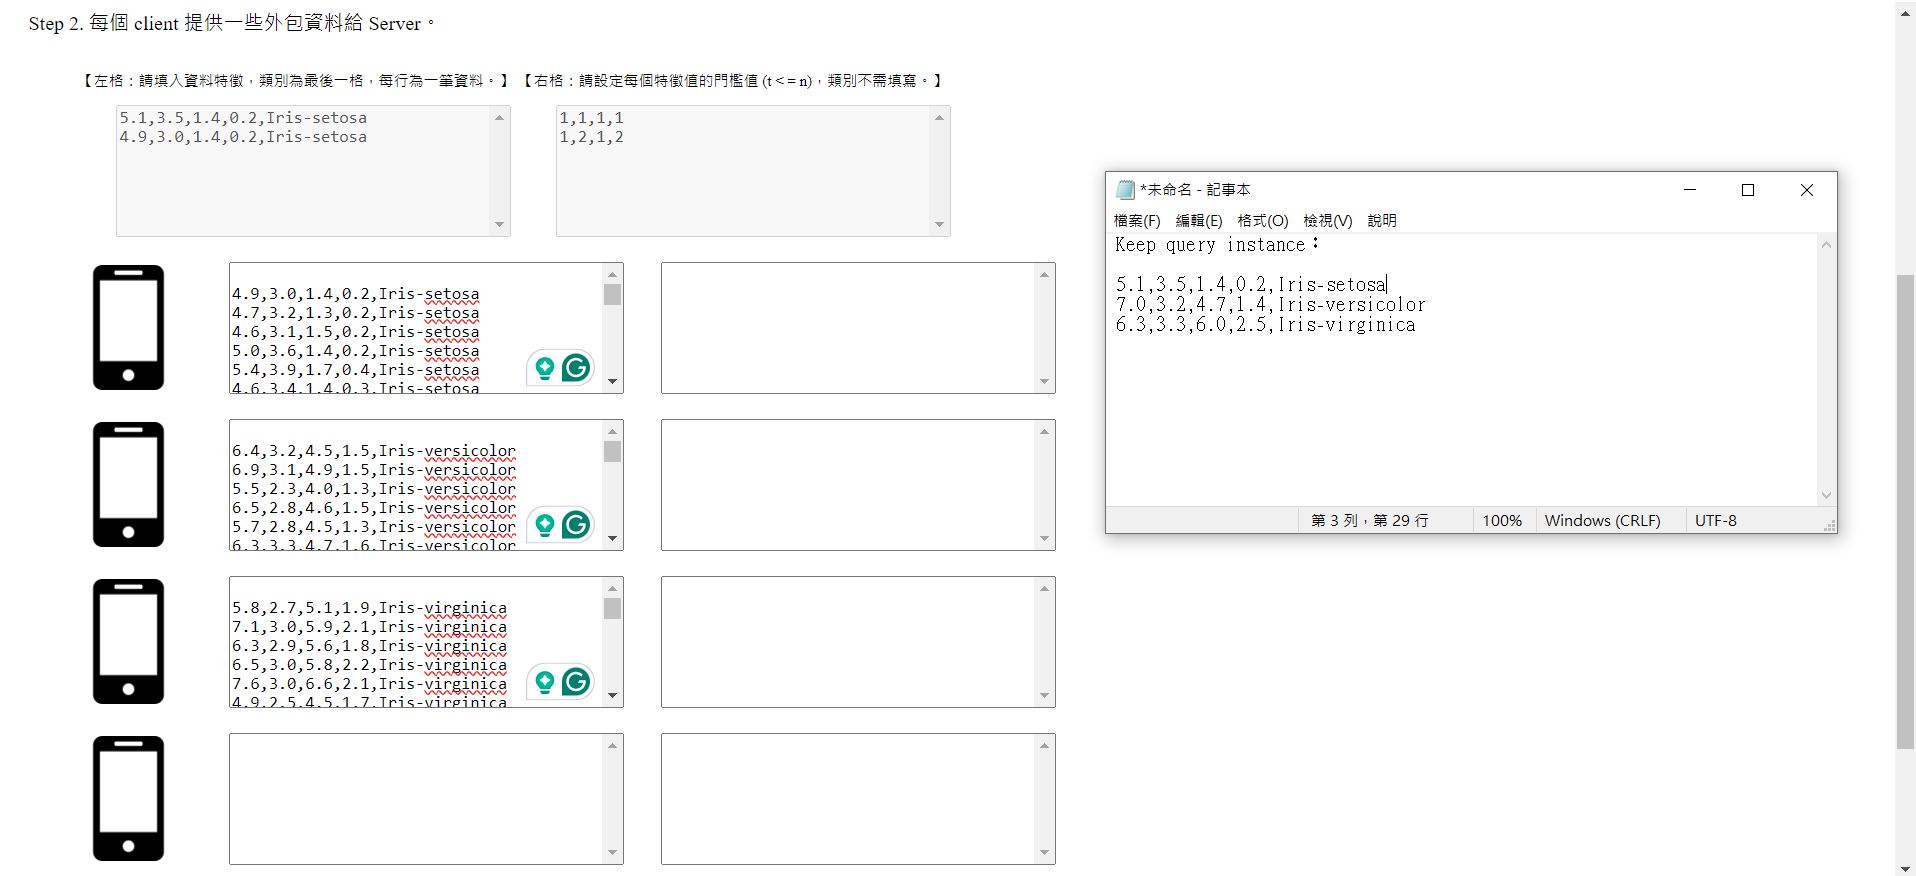 Step 2. 每個 client 提供一些外包資料給 Server。
【左格：請填入資料特徵，類別為最後一格，每行為一筆資料。】【右格：請設定每個特徵值的門檻值 (t <= n)，類別不需填寫。】
5.1,3.5,1.4,0.2,Iris-setosa
4.9,3.0,1.4,0.2,Iris-setosa
1,1,1,1
1,2,1,2
4.9,3.0,1.4,0.2,Iris-setosa
4.7,3.2,1.3,0.2,Iris-setosa
4.6,3.1,1.5,0.2,Iris-setosa
5.0,3.6,1.4,0.2,Iris-setosa
5.4,3.9,1.7,0.4,Iris-setosa
4.6,3.4,1.4,0.3,Iris-setosa
6.4,3.2,4.5,1.5,Iris-versicolor
6.9,3.1,4.9,1.5,Iris-versicolor
5.5,2.3,4.0,1.3,Iris-versicolor
6.5,2.8,4.6,1.5,Iris-versicolor
5.7,2.8,4.5,1.3,Iris-versicolor
6.3,3.3,4.7,1.6,Iris-versicolor
5.8,2.7,5.1,1.9,Iris-virginica
7.1,3.0,5.9,2.1,Iris-virginica
6.3,2.9,5.6,1.8,Iris-virginica
6.5,3.0,5.8,2.2,Iris-virginica
7.6,3.0,6.6,2.1,Iris-virginica
4.9,2.5,4.5,1.7,Iris-virginica
*未命名 - 記事本
檔案(F) 編輯(E) 格式(O) 檢視(V) 說明
Keep query instance：
5.1,3.5,1.4,0.2,Iris-setosa
7.0,3.2,4.7,1.4,Iris-versicolor
6.3,3.3,6.0,2.5,Iris-virginica
第 3 列，第 29 行 100% Windows (CRLF) UTF-8